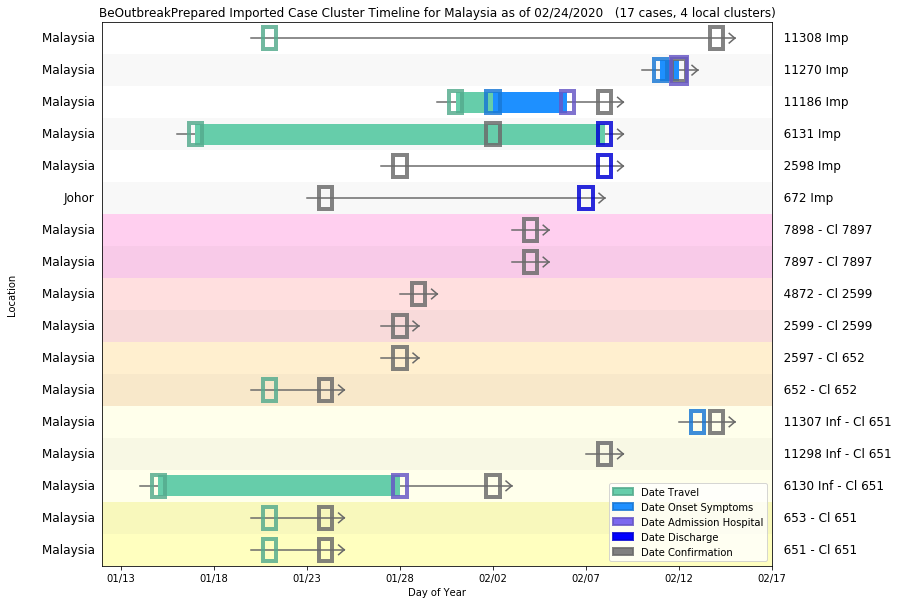 BeOutbreakPrepared Imported Case Cluster Timeline for Malaysia as of 02/24/2020 (17 cases, 4 local clusters)
Malaysia 11308 Imp
Malaysia 11270 Imp
Malaysia 11186 Imp
Malaysia 6131 Imp
Malaysia 2598 Imp
Johor 672 Imp
Malaysia 7898 - Cl 7897
Malaysia 7897 - Cl 7897
Malaysia 4872 - Cl 2599
Malaysia 2599 - Cl 2599
Malaysia 2597 - Cl 652
Malaysia 652 - Cl 652
Malaysia 11307 Inf - Cl 651
Malaysia 11298 Inf - Cl 651
Malaysia 6130 Inf - Cl 651
Malaysia 653 - Cl 651
Malaysia 651 - Cl 651
Location
Date Travel
Date Onset Symptoms
Date Admission Hospital
Date Discharge
Date Confirmation
01/13 01/18 01/23 01/28 02/02 02/07 02/12 02/17
Day of Year